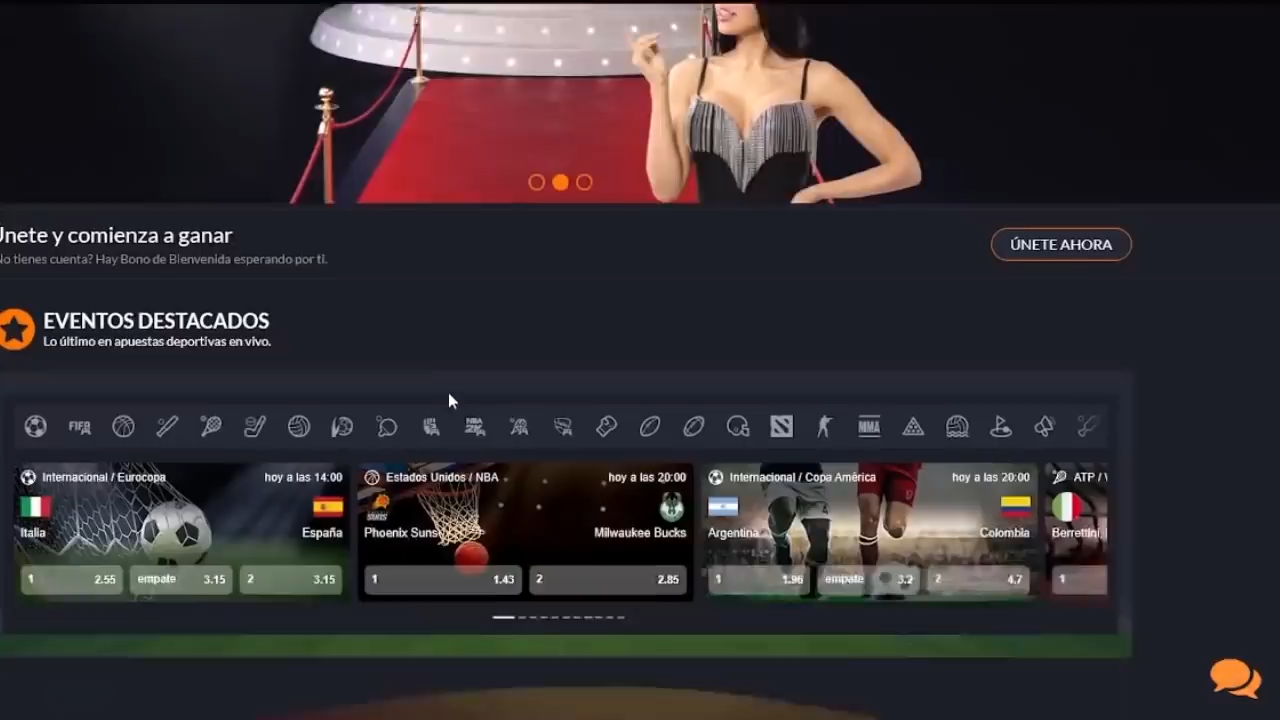 Únete y comienza a ganar
No tienes cuenta? Hay Bono de Bienvenida esperando por ti.
ÚNETE AHORA
EVENTOS DESTACADOS
Lo último en apuestas deportivas en vivo.
FIFA
NBA
2K
MMA
Internacional / Eurocopa hoy a las 14:00
Italia España
1 2.55 empate 3.15 2 3.15
Estados Unidos / NBA hoy a las 20:00
Phoenix Suns Milwaukee Bucks
1 1.43 2 2.85
Internacional / Copa América hoy a las 20:00
Argentina Colombia
1 1.96 empate 3.2 2 4.7
ATP /
Berrettini
1